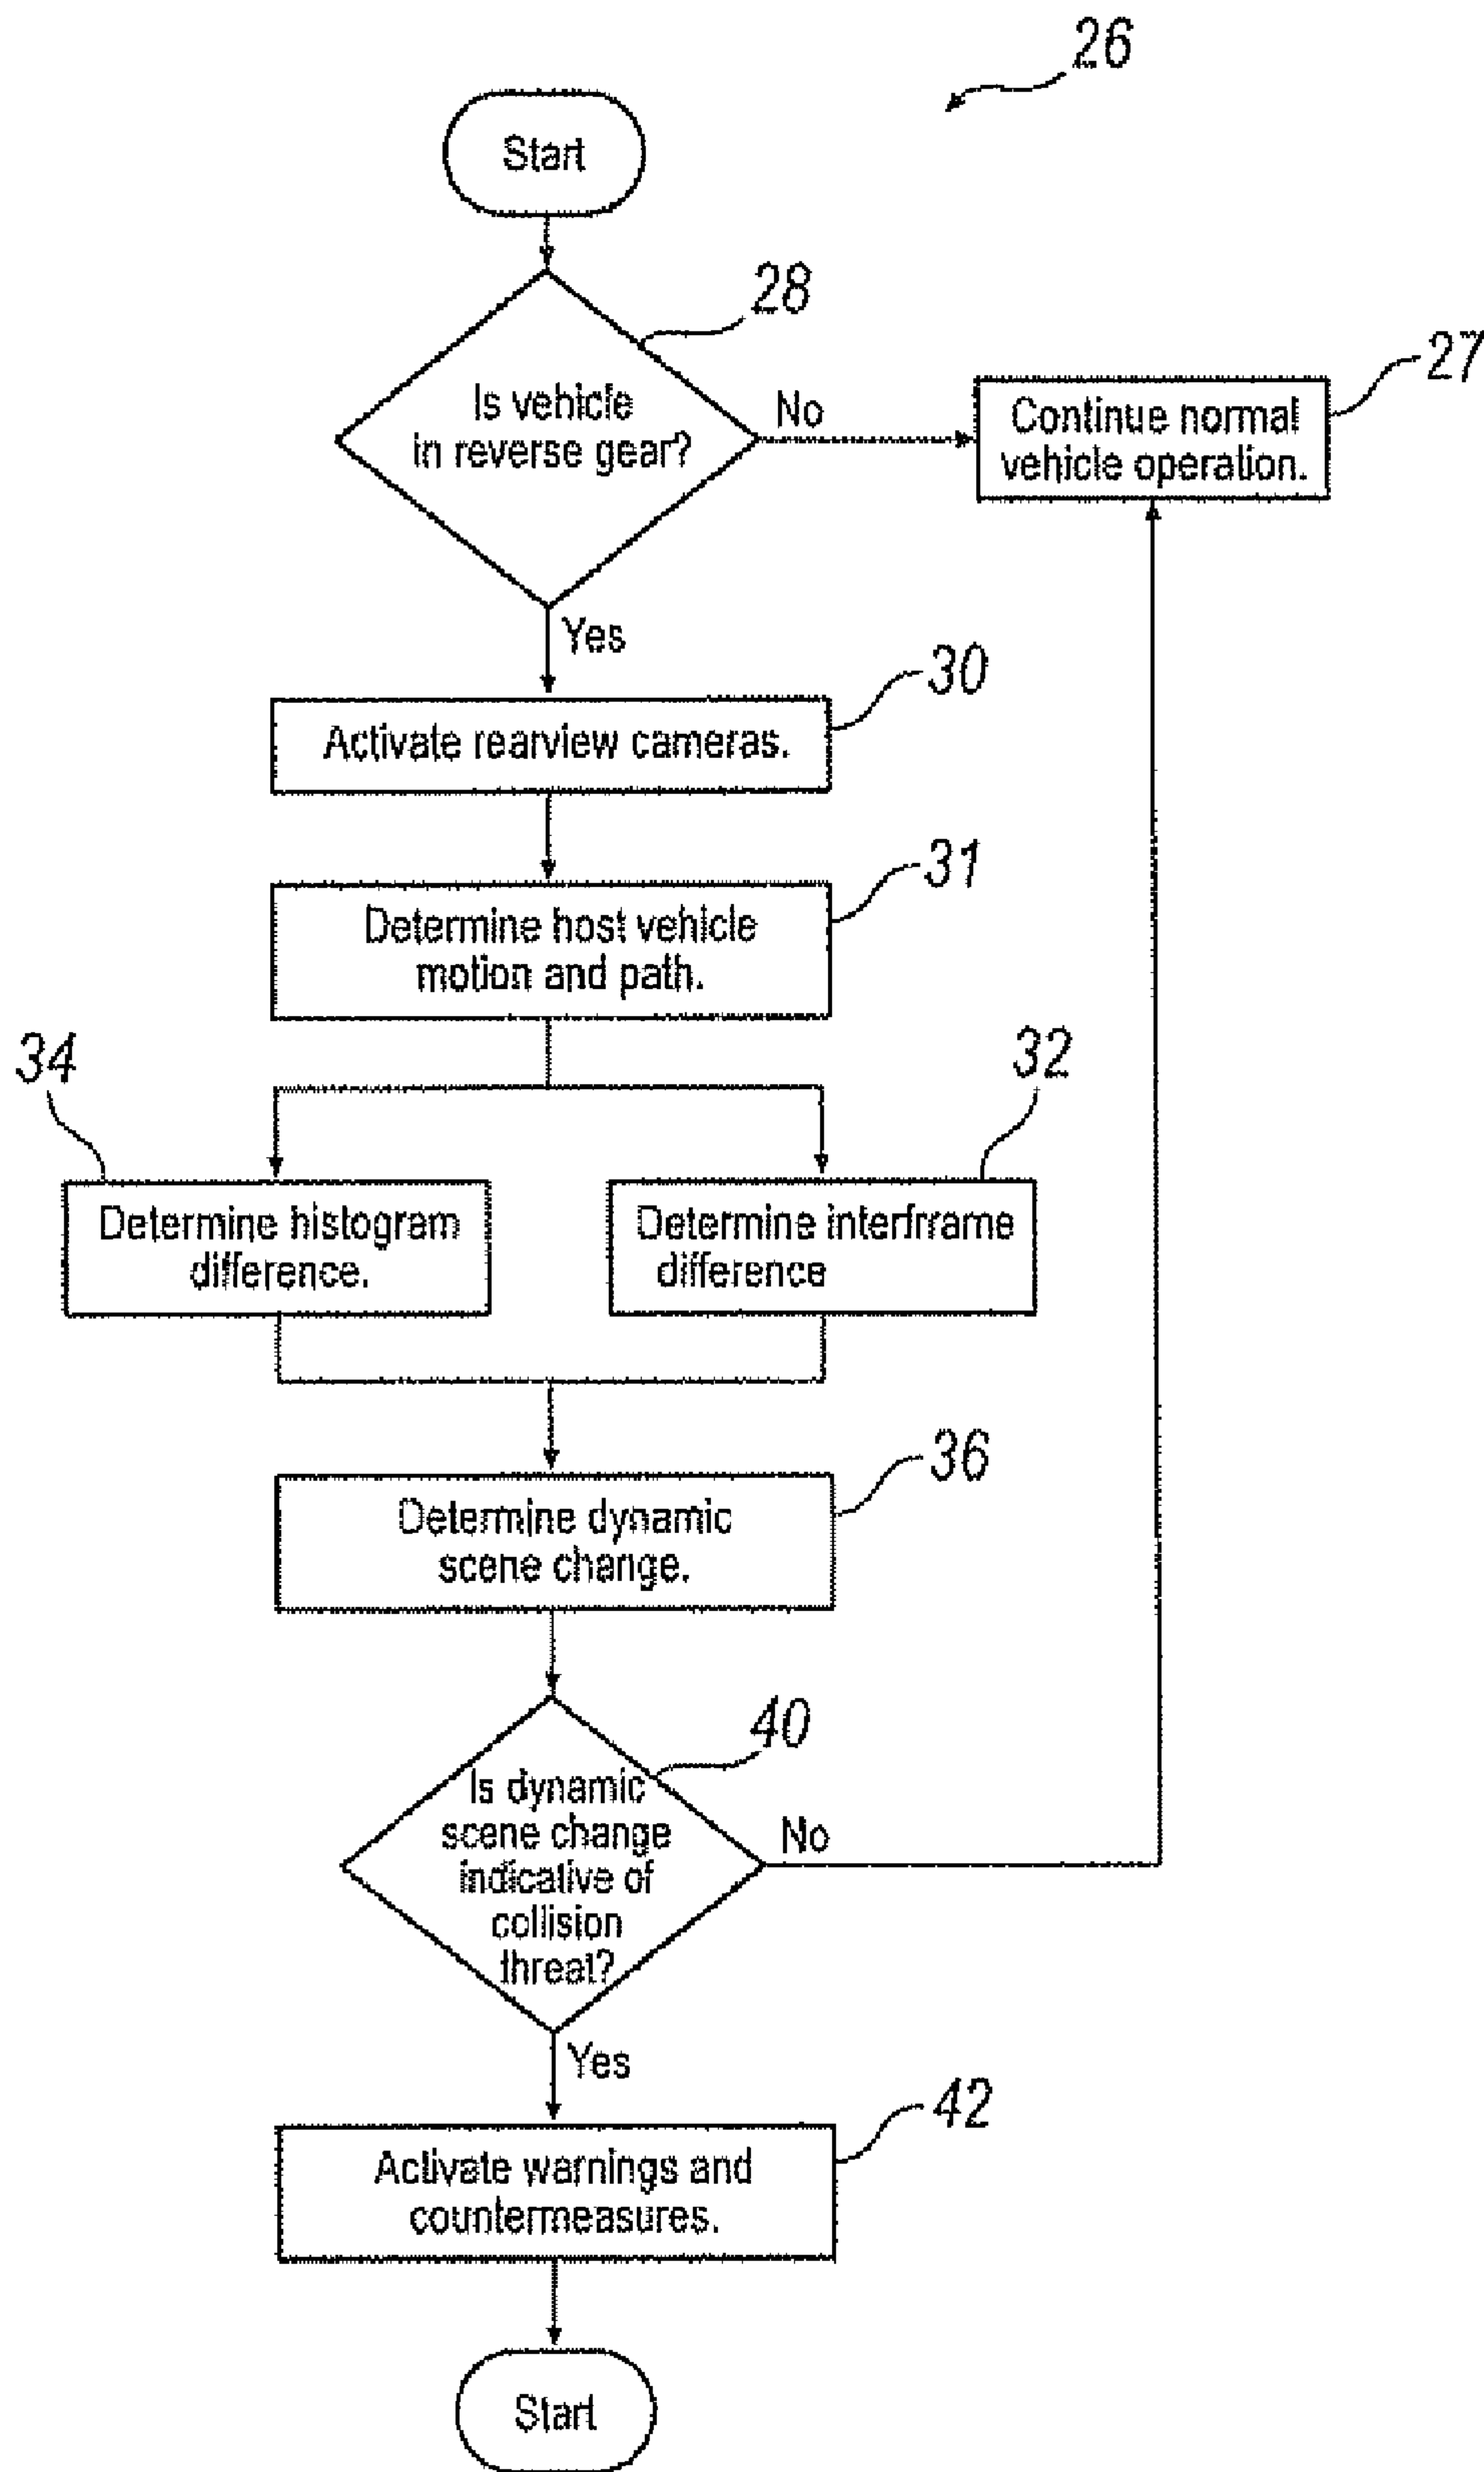 26
Start
28
Is vehicle
in reverse gear?
No
27
Continue normal
vehicle operation.
Yes
30
Activate rearview cameras.
31
Determine host vehicle
motion and path.
34
32
Determine histogram
difference.
Determine interfrrame
difference
36
Determine dynamic
scene change.
40
Is dynamic
scene change
indicative of
collision
threat?
No
Yes
42
Activate warnings and
countermeasures.
Start